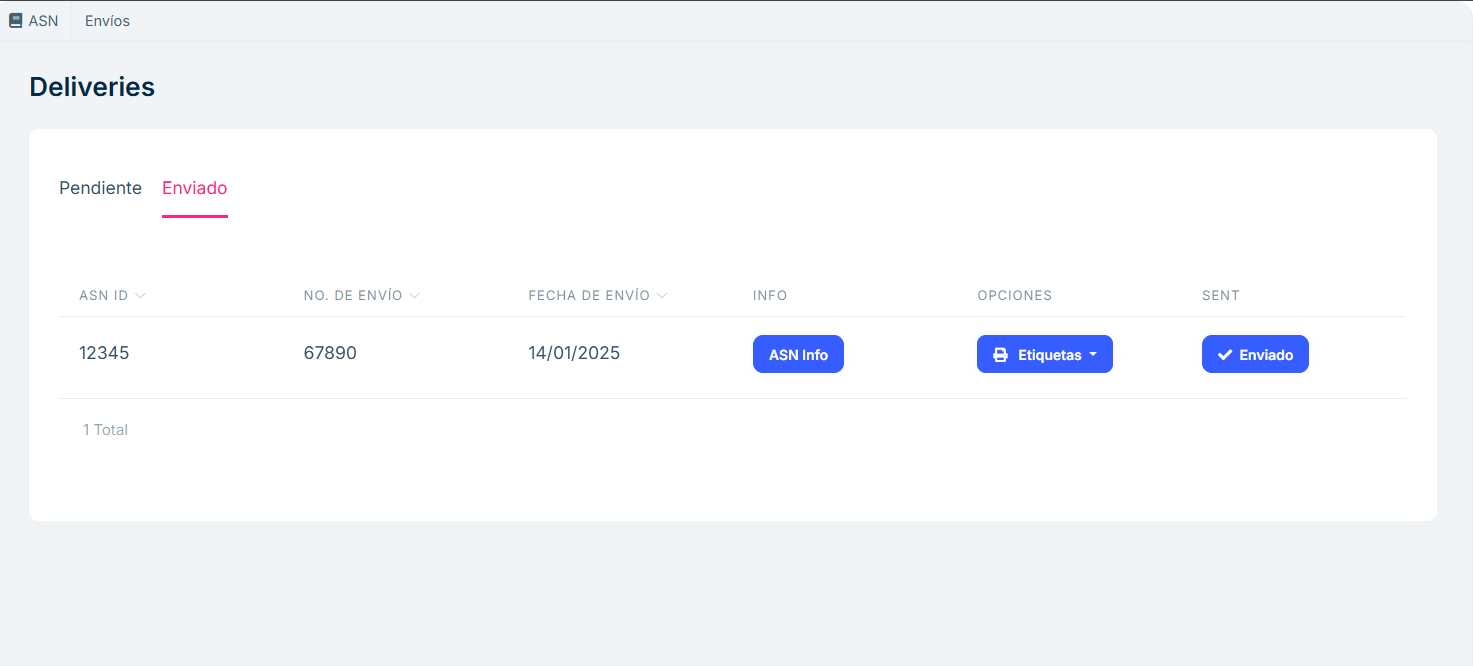 ASN Envíos
Deliveries
Pendiente Enviado
ASN ID NO. DE ENVÍO FECHA DE ENVÍO INFO OPCIONES SENT
12345 67890 14/01/2025 ASN Info Etiquetas Enviado
1 Total